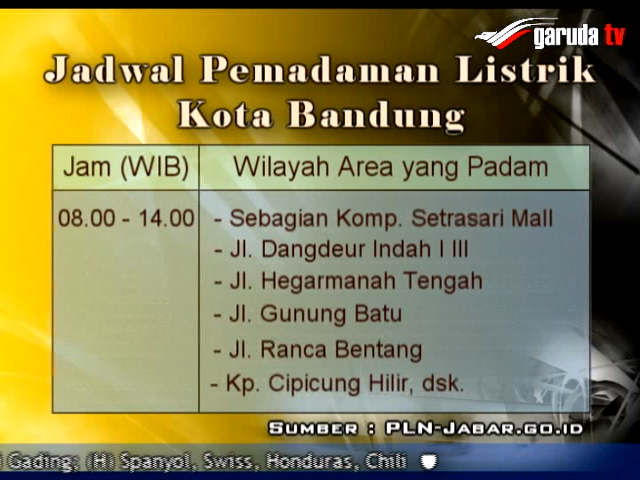 garuda tv
Jadwal Pemadaman Listrik
Kota Bandung
Jam (WIB) Wilayah Area yang Padam
08.00 - 14.00 - Sebagian Komp. Setrasari Mall
- Jl. Dangdeur Indah I III
- Jl. Hegarmanah Tengah
- Jl. Gunung Batu
- Jl. Ranca Bentang
- Kp. Cipicung Hilir, dsk.
Sumber : PLN-Jabar.go.id
Gading; (H) Spanyol, Swiss, Honduras, Chili